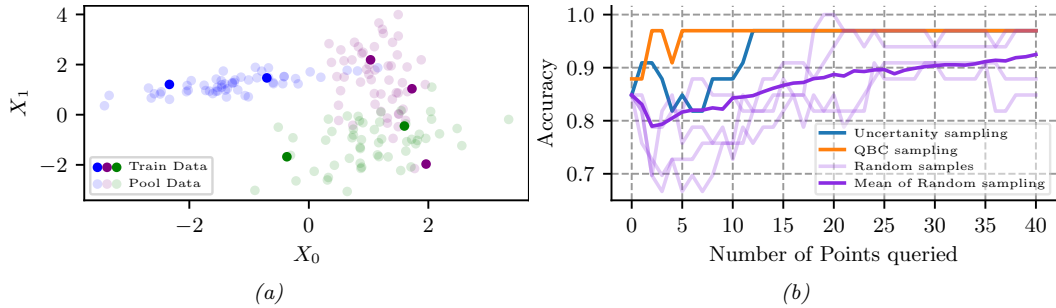 4
2
0
−2
X1
Train Data
Pool Data
−2
0
2
X0
(a)
1.0
0.9
0.8
0.7
Accuracy
Uncertanity sampling
QBC sampling
Random samples
Mean of Random sampling
0 5 10 15 20 25 30 35 40
Number of Points queried
(b)